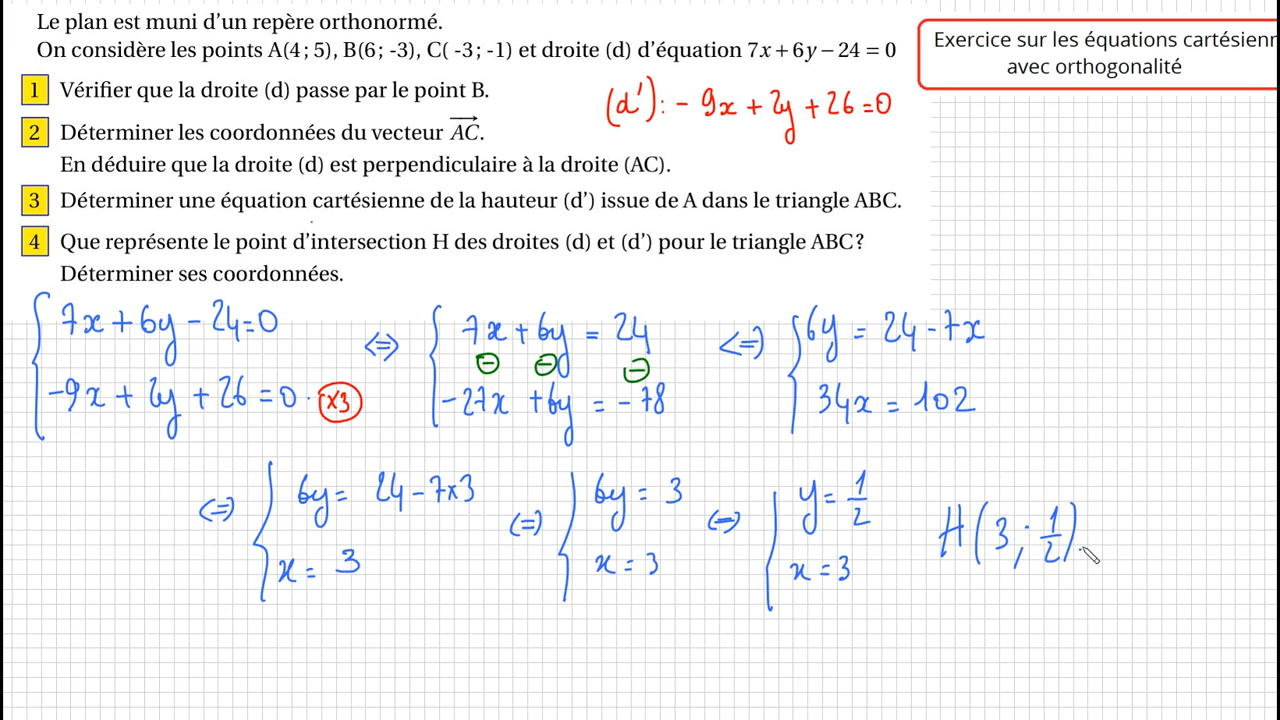 Le plan est muni d'un repère orthonormé.
On considère les points A(4 ; 5), B(6 ; -3), C( -3 ; -1) et droite (d) d'équation 7x + 6y − 24 = 0
Exercice sur les équations cartésienn
avec orthogonalité
1 Vérifier que la droite (d) passe par le point B.
(d') : - 9x + 2y + 26 = 0
2 Déterminer les coordonnées du vecteur \overrightarrow{AC}.
En déduire que la droite (d) est perpendiculaire à la droite (AC).
3 Déterminer une équation cartésienne de la hauteur (d') issue de A dans le triangle ABC.
4 Que représente le point d'intersection H des droites (d) et (d') pour le triangle ABC?
Déterminer ses coordonnées.
{ 7x + 6y - 24 = 0
-9x + 2y + 26 = 0 . ×3
⇔ { 7x + 6y = 24
⊖ ⊖ ⊖
-27x + 6y = -78
⇔ { 6y = 24 - 7x
34x = 102
⇔ { 6y = 24 - 7×3
x = 3
⇔ { 6y = 3
x = 3
⇔ { y = 1/2
x = 3
H(3 ; 1/2).